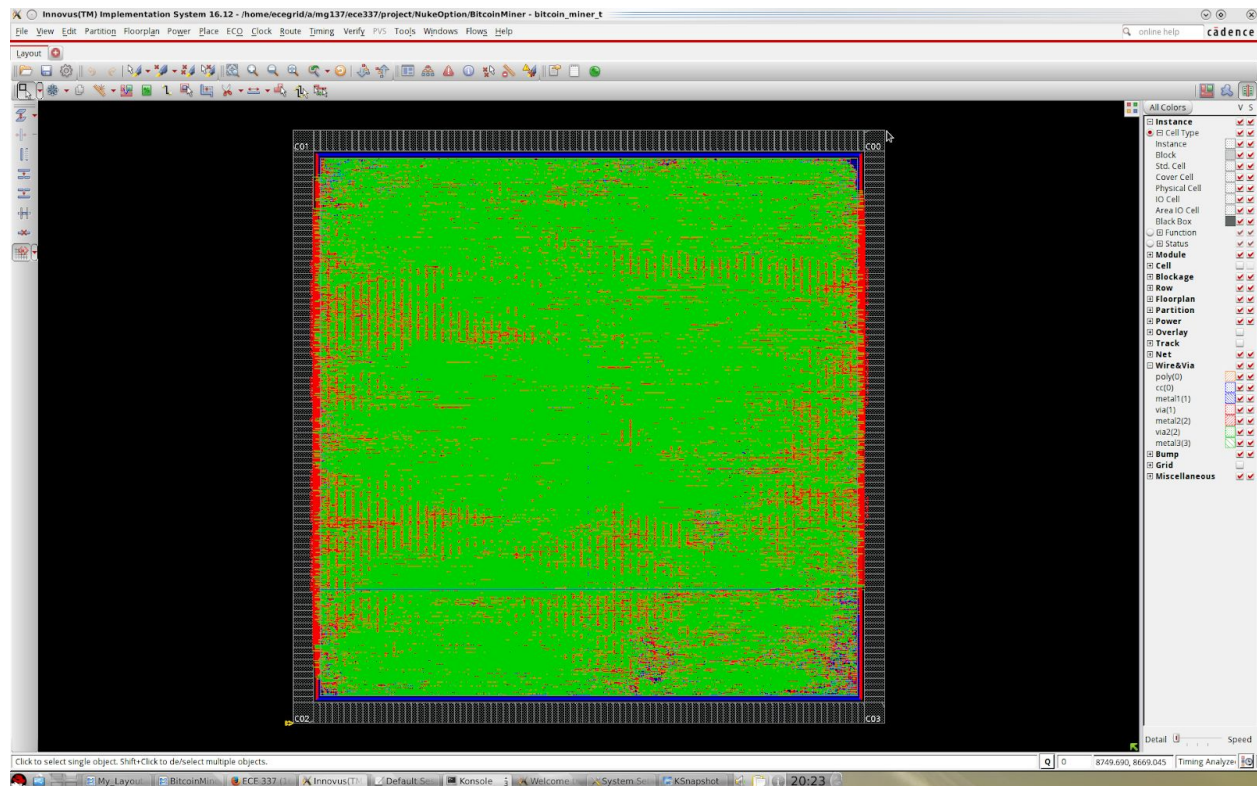 Innovus(TM) Implementation System 16.12 - /home/ecegrid/a/mg137/ece337/project/NukeOption/BitcoinMiner - bitcoin_miner_t
File View Edit Partition Floorplan Power Place ECO Clock Route Timing Verify PVS Tools Windows Flows Help
online help cādence
Layout
All Colors V S
Instance
Cell Type
Instance
Block
Std. Cell
Cover Cell
Physical Cell
IO Cell
Area IO Cell
Black Box
Function
Status
Module
Cell
Blockage
Row
Floorplan
Partition
Power
Overlay
Track
Net
Wire&Via
poly(0)
cc(0)
metal1(1)
via(1)
metal2(2)
via2(2)
metal3(3)
Bump
Grid
Miscellaneous
C01 C00
C02 C03
Detail Speed
Click to select single object. Shift+Click to de/select multiple objects.
Q 0 8749.690, 8669.045 Timing Analyze
My_Layout BitcoinMin ECE 337 Innovus(T Default Konsole Welcome System Se KSnapshot 20:23